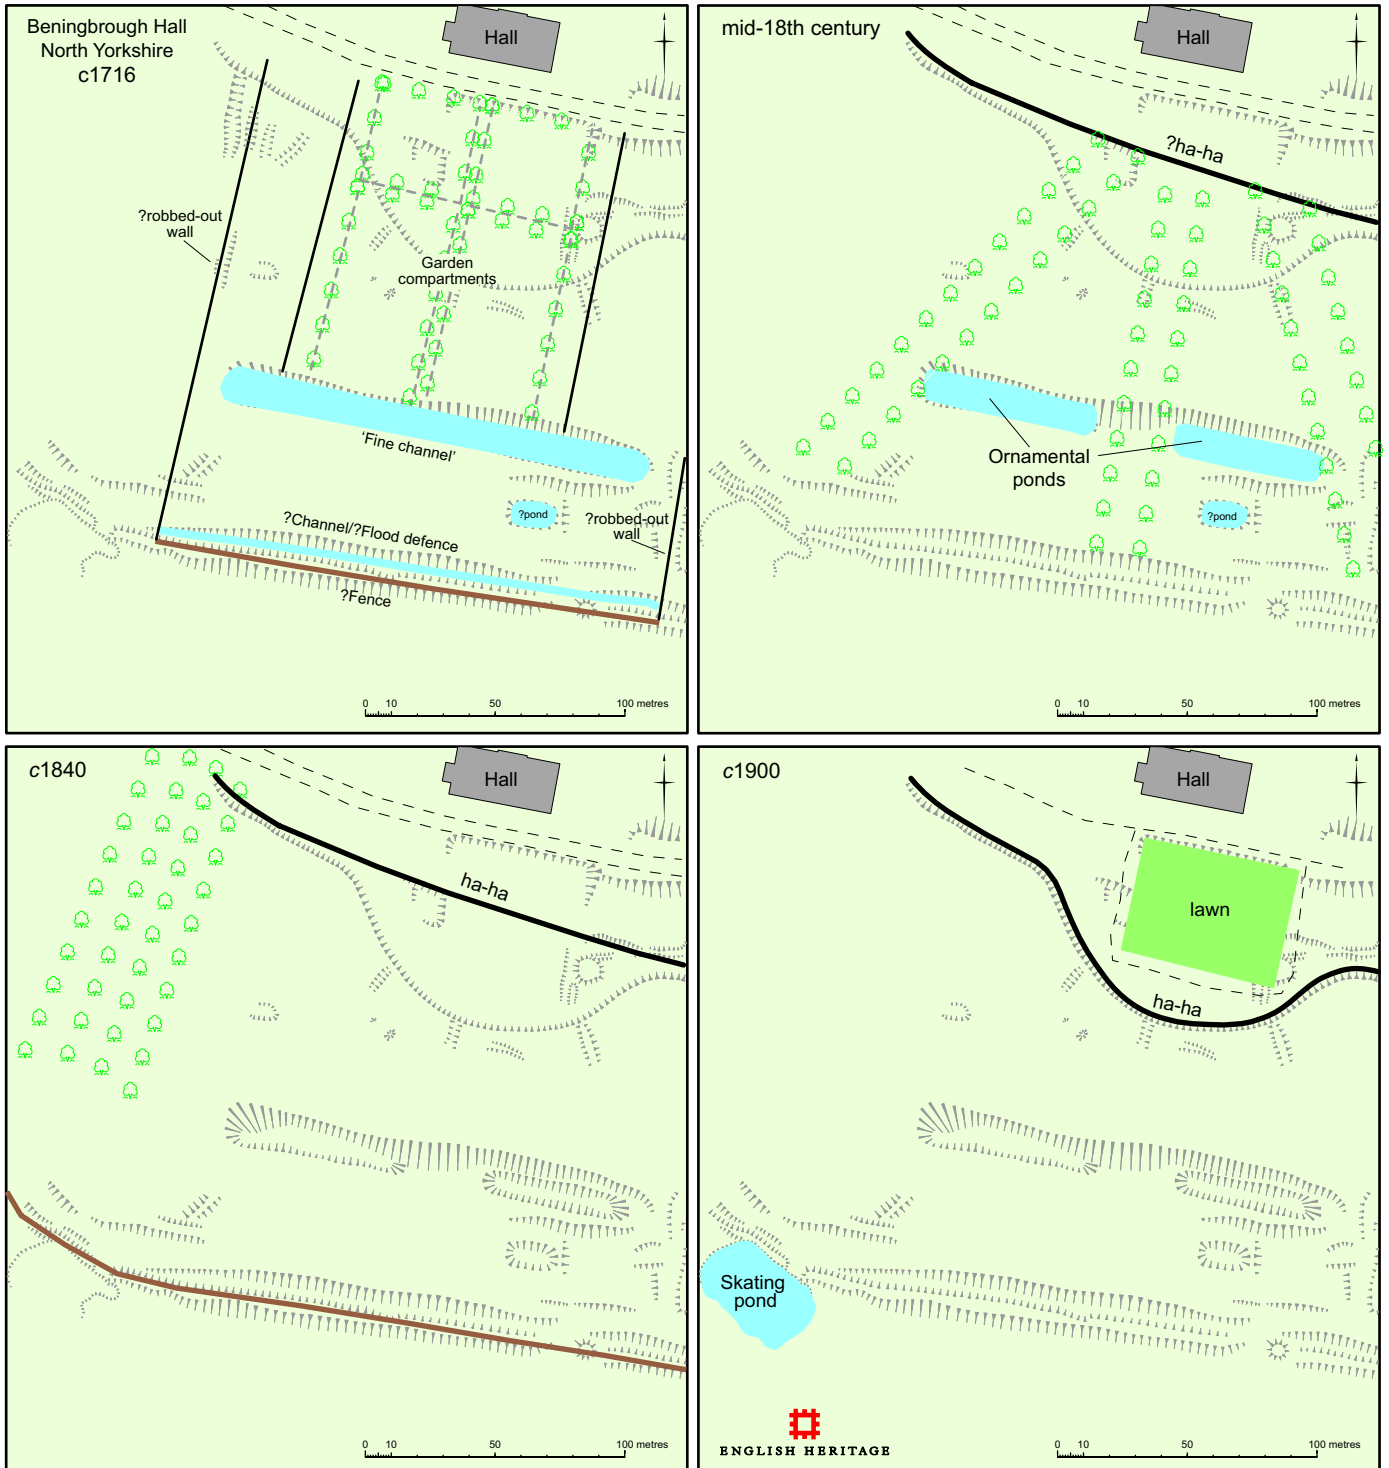 Beningbrough Hall
North Yorkshire
c1716
Hall
?robbed-out
wall
Garden
compartments
'Fine channel'
?pond
?Channel/?Flood defence
?robbed-out
wall
?Fence
0 10 50 100 metres
mid-18th century
Hall
?ha-ha
Ornamental
ponds
?pond
0 10 50 100 metres
c1840
Hall
ha-ha
0 10 50 100 metres
c1900
Hall
lawn
ha-ha
Skating
pond
ENGLISH HERITAGE
0 10 50 100 metres